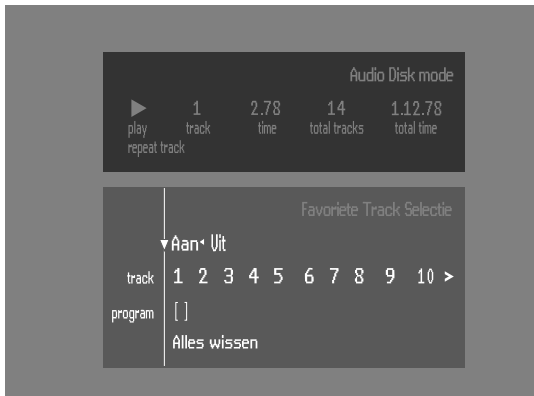 Audio Disk mode
1 2.78 14 1.12.78
play track time total tracks total time
repeat track
Favoriete Track Selectie
Aan Uit
track 1 2 3 4 5 6 7 8 9 10 >
program [ ]
Alles wissen